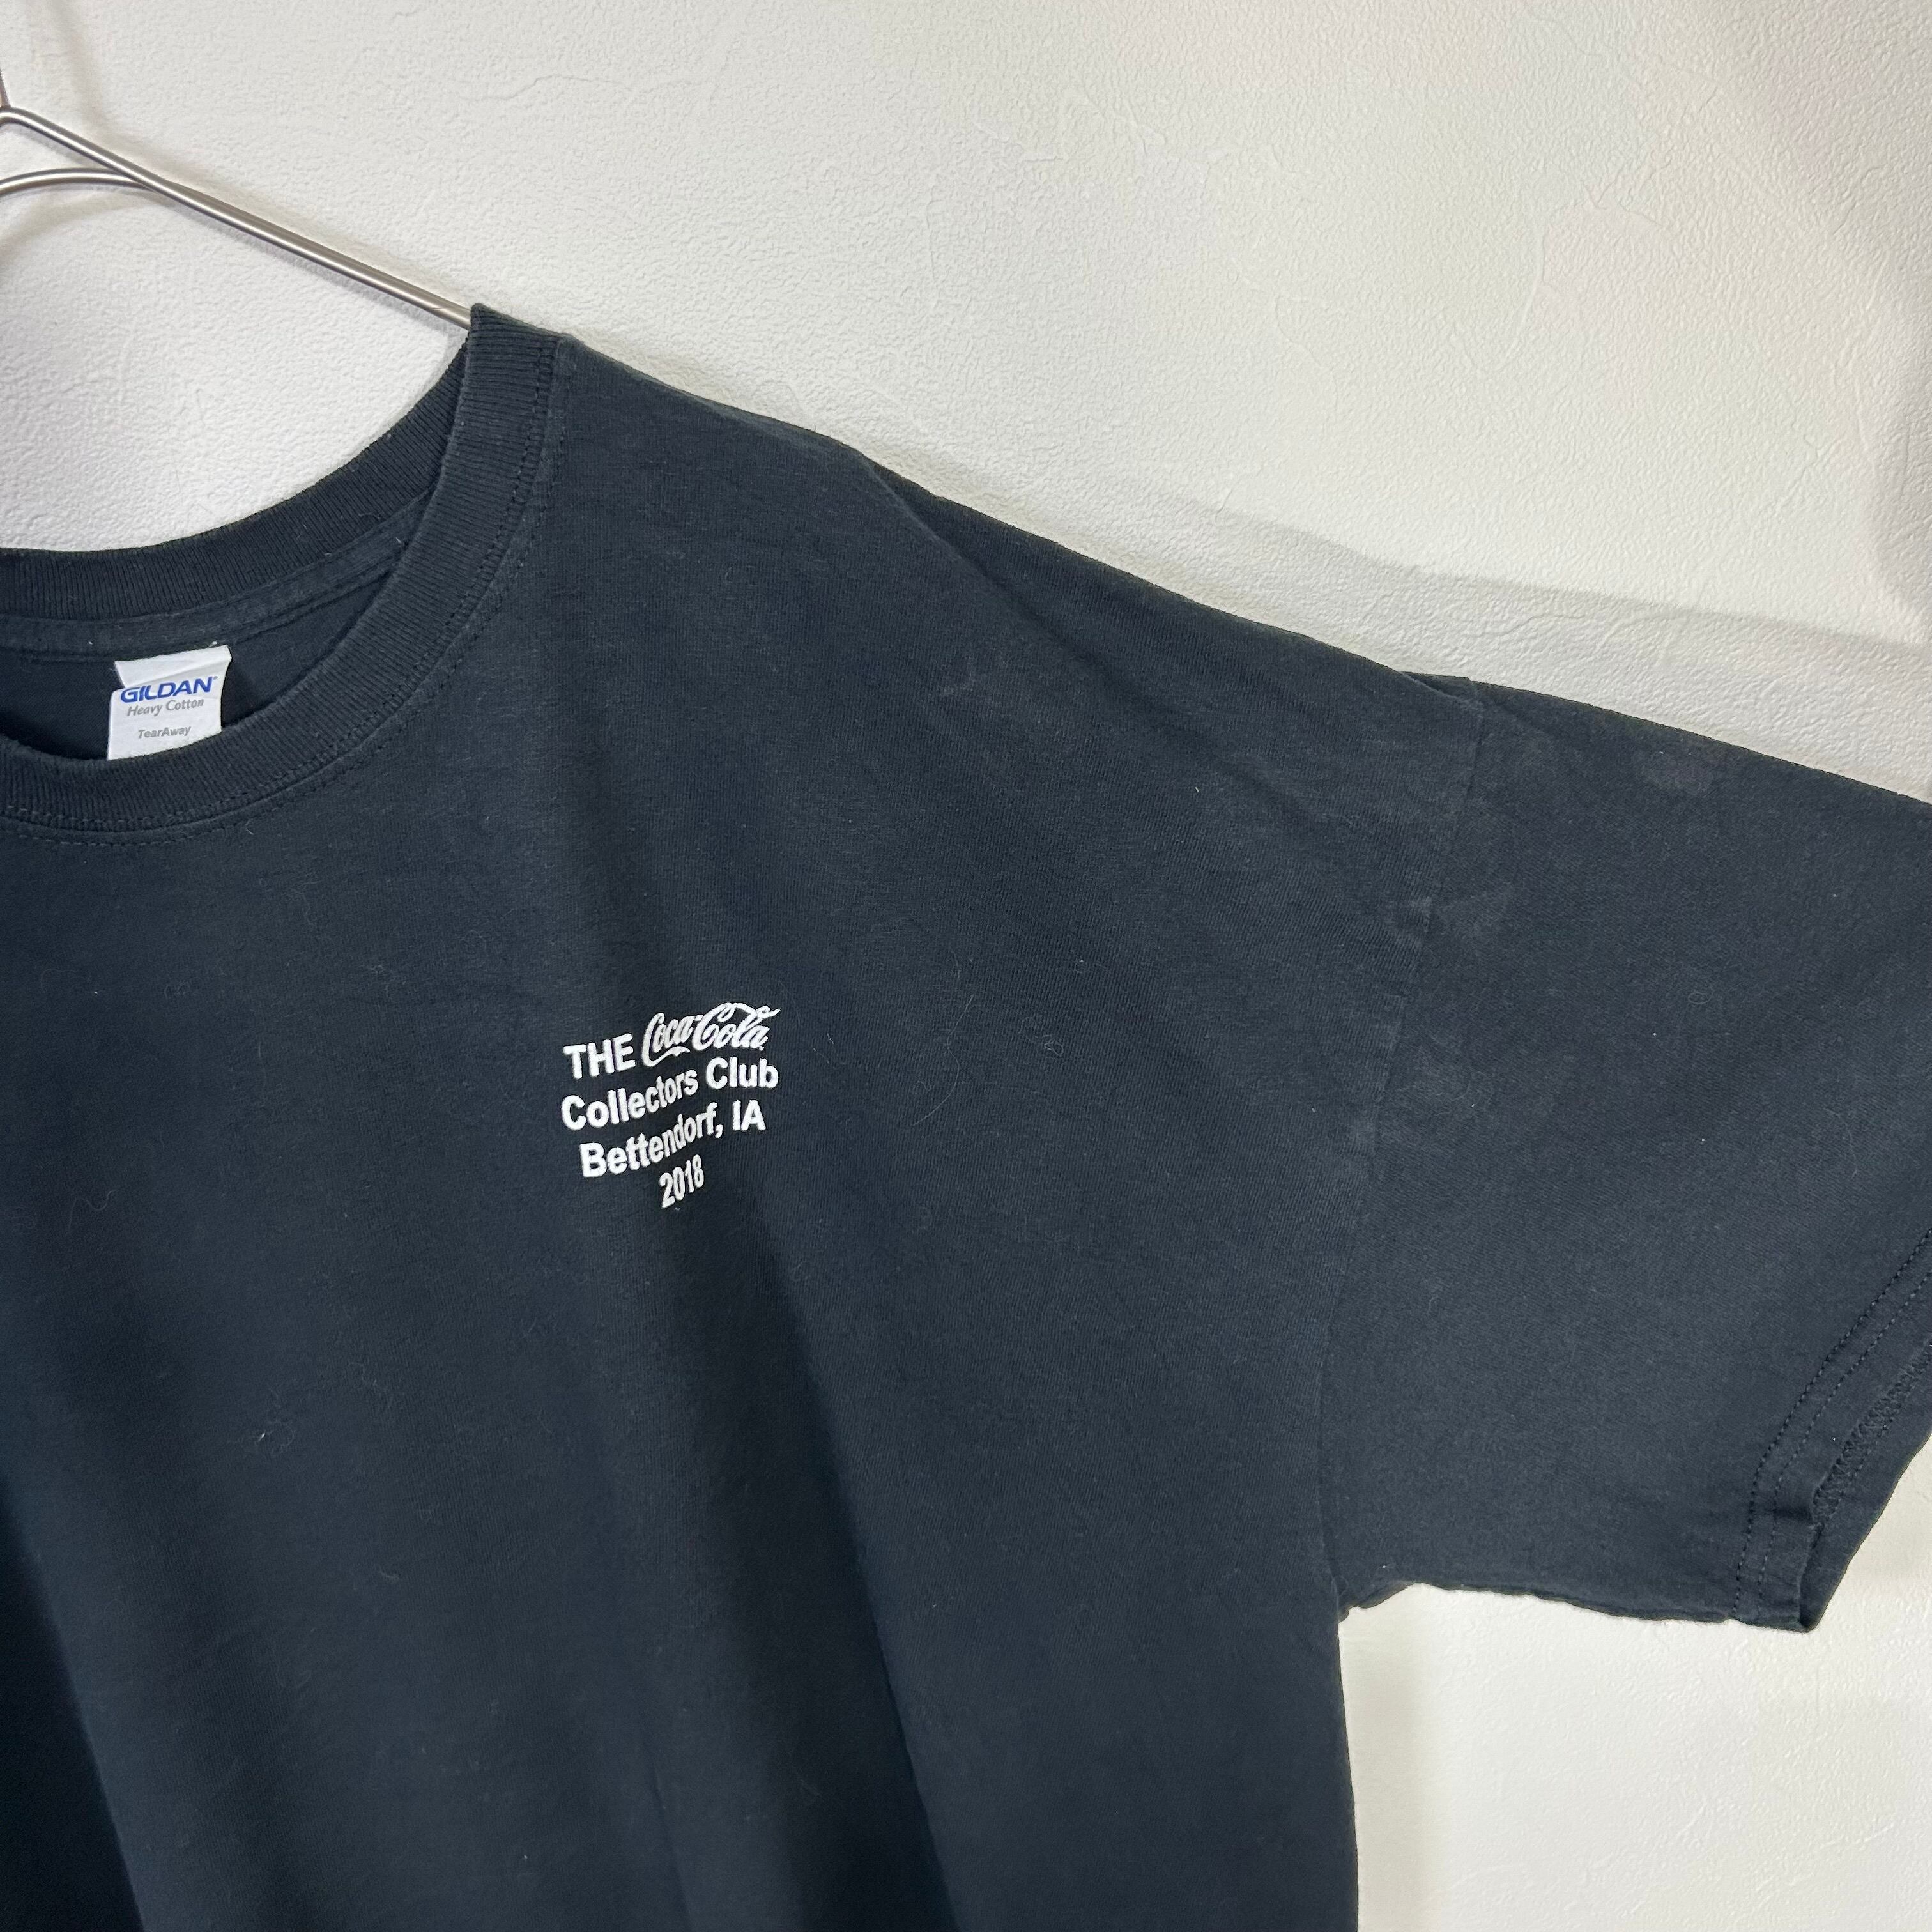 GILDAN
Heavy Cotton
TearAway
THE Coca-Cola
Collectors Club
Bettendorf, IA
2018